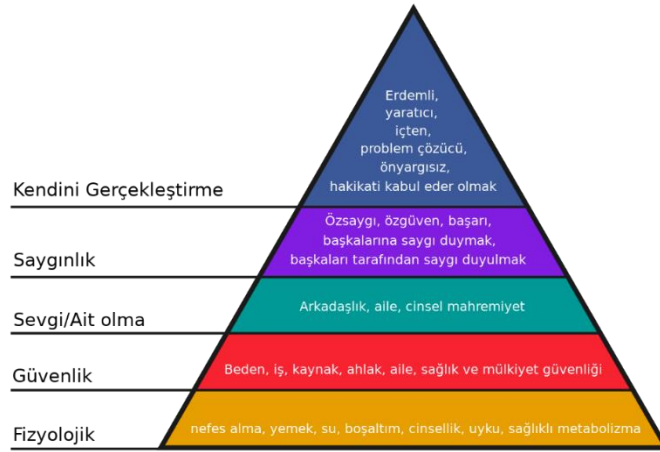 Erdemli,
yaratıcı,
içten,
problem çözücü,
önyargısız,
hakikati kabul eder olmak
Kendini Gerçekleştirme
Özsaygı, özgüven, başarı,
başkalarına saygı duymak,
başkaları tarafından saygı duyulmak
Saygınlık
Arkadaşlık, aile, cinsel mahremiyet
Sevgi/Ait olma
Beden, iş, kaynak, ahlak, aile, sağlık ve mülkiyet güvenliği
Güvenlik
nefes alma, yemek, su, boşaltım, cinsellik, uyku, sağlıklı metabolizma
Fizyolojik